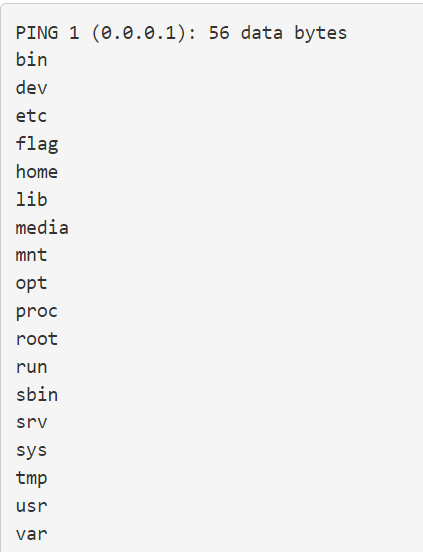 PING 1 (0.0.0.1): 56 data bytes
bin
dev
etc
flag
home
lib
media
mnt
opt
proc
root
run
sbin
srv
sys
tmp
usr
var